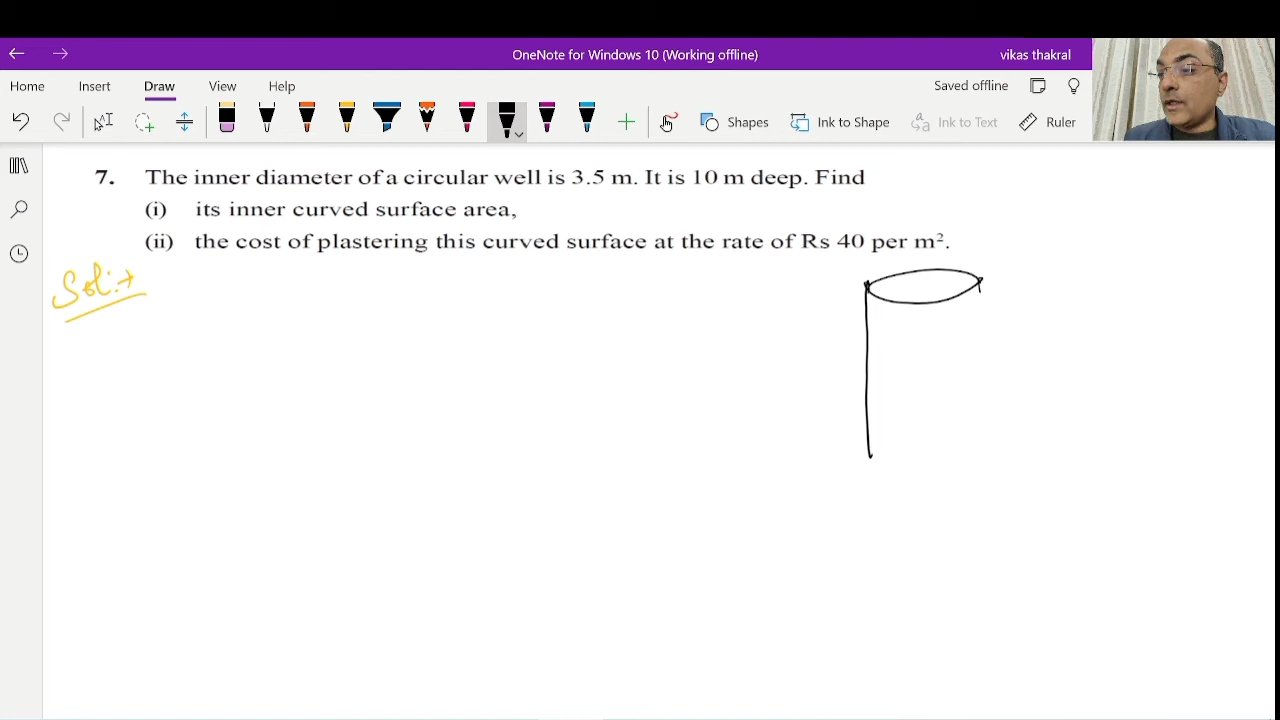 OneNote for Windows 10 (Working offline)
vikas thakral
Home Insert Draw View Help
Saved offline
Shapes Ink to Shape Ink to Text Ruler
7. The inner diameter of a circular well is 3.5 m. It is 10 m deep. Find
(i) its inner curved surface area,
(ii) the cost of plastering this curved surface at the rate of Rs 40 per m².
Sol:→